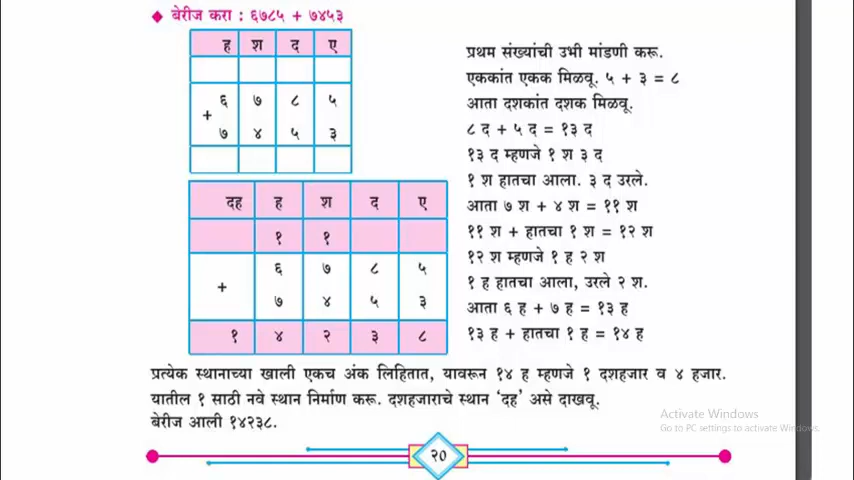 ◆ बेरीज करा : ६७८५ + ७४५३
ह श द ए
६ ७ ८ ५
+
७ ४ ५ ३
प्रथम संख्यांची उभी मांडणी करू.
एककांत एकक मिळवू. ५ + ३ = ८
आता दशकांत दशक मिळवू.
८ द + ५ द = १३ द
१३ द म्हणजे १ श ३ द
१ श हातचा आला. ३ द उरले.
आता ७ श + ४ श = ११ श
११ श + हातचा १ श = १२ श
१२ श म्हणजे १ ह २ श
१ ह हातचा आला, उरले २ श.
आता ६ ह + ७ ह = १३ ह
१३ ह + हातचा १ ह = १४ ह
दह ह श द ए
१ १
६ ७ ८ ५
+
७ ४ ५ ३
१ ४ २ ३ ८
प्रत्येक स्थानाच्या खाली एकच अंक लिहितात, यावरून १४ ह म्हणजे १ दशहजार व ४ हजार.
यातील १ साठी नवे स्थान निर्माण करू. दशहजाराचे स्थान ‘दह’ असे दाखवू.
बेरीज आली १४२३८.
Activate Windows
Go to PC settings to activate Windows.
२०